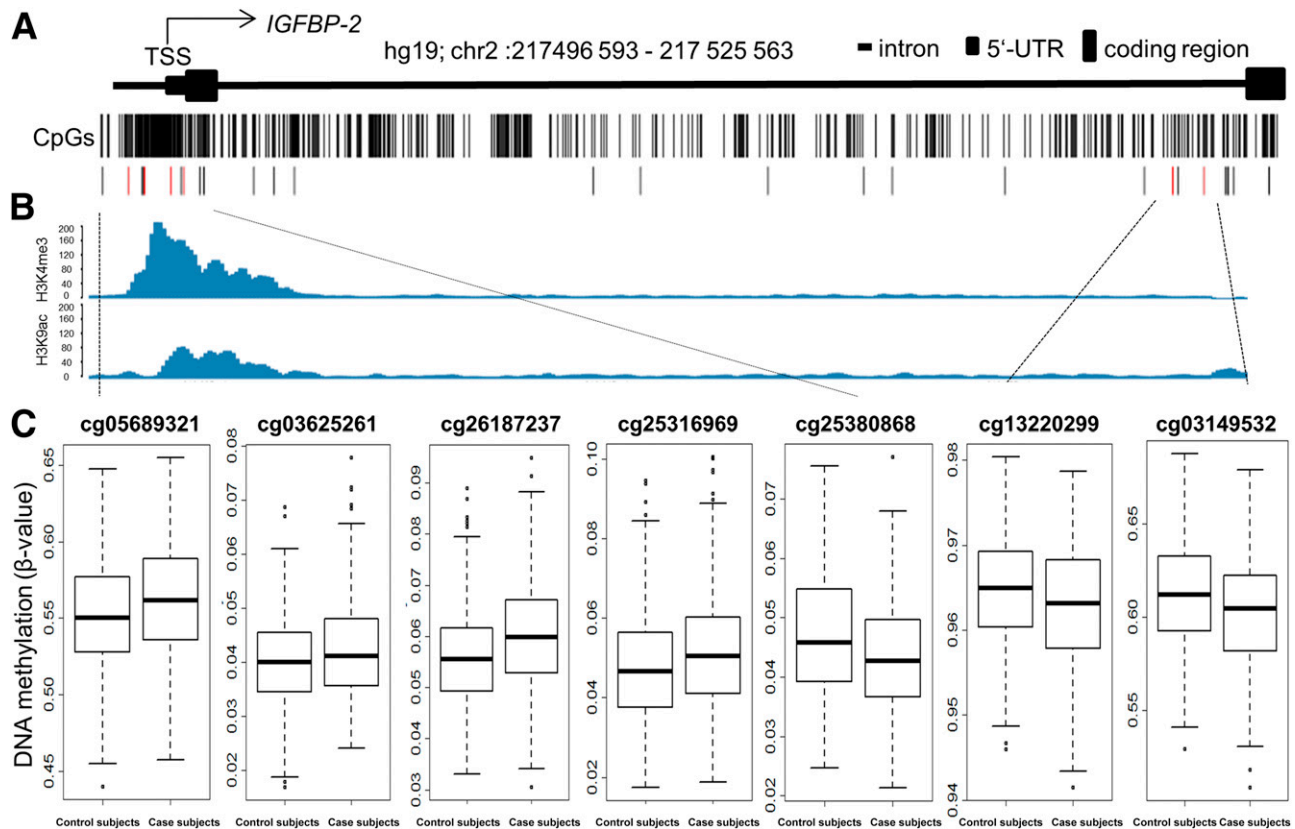 A
TSS
IGFBP-2
hg19; chr2 :217496 593 - 217 525 563
intron
5'-UTR
coding region
CpGs
B
H3K4me3
200
160
120
80
40
0
H3K9ac
200
160
120
80
40
0
C
DNA methylation (β-value)
cg05689321
0.65
0.60
0.55
0.50
0.45
Control subjects Case subjects
cg03625261
0.08
0.07
0.06
0.05
0.04
0.03
0.02
Control subjects Case subjects
cg26187237
0.09
0.08
0.07
0.06
0.05
0.04
0.03
Control subjects Case subjects
cg25316969
0.10
0.08
0.06
0.04
0.02
Control subjects Case subjects
cg25380868
0.07
0.06
0.05
0.04
0.03
0.02
Control subjects Case subjects
cg13220299
0.98
0.97
0.96
0.95
0.94
Control subjects Case subjects
cg03149532
0.65
0.60
0.55
Control subjects Case subjects